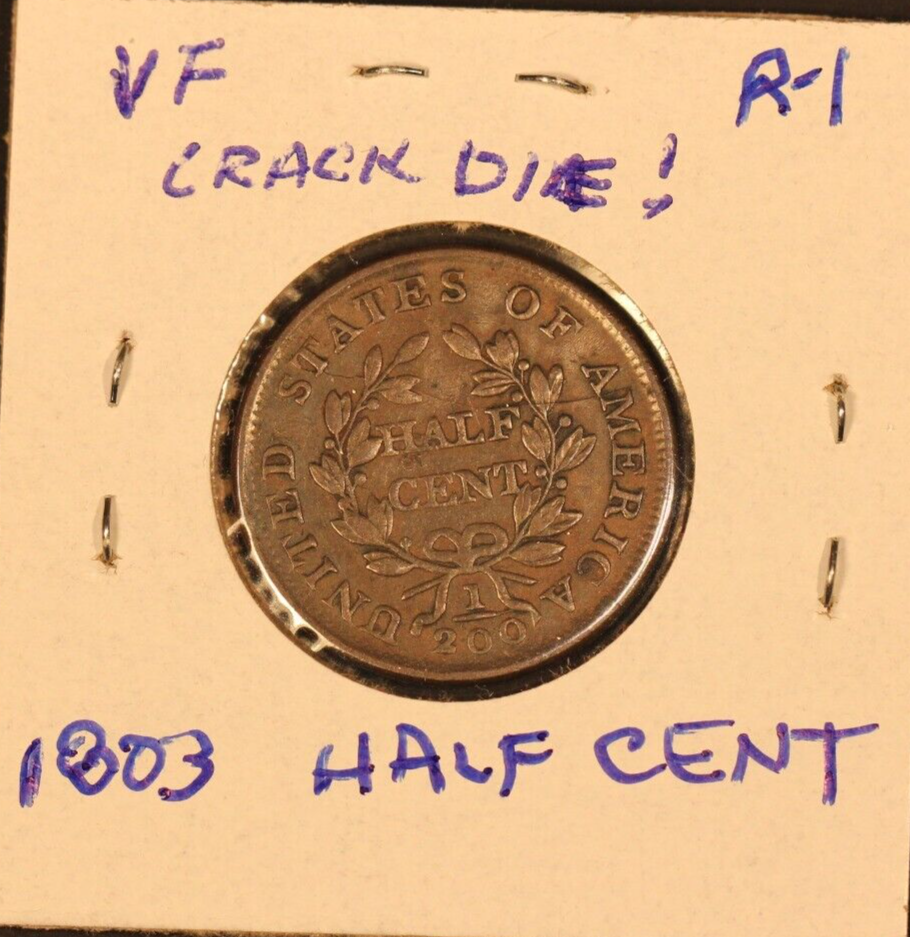 VF R-1
CRACK DIE!
UNITED STATES OF AMERICA
HALF
CENT
1
200
1803 HALF CENT